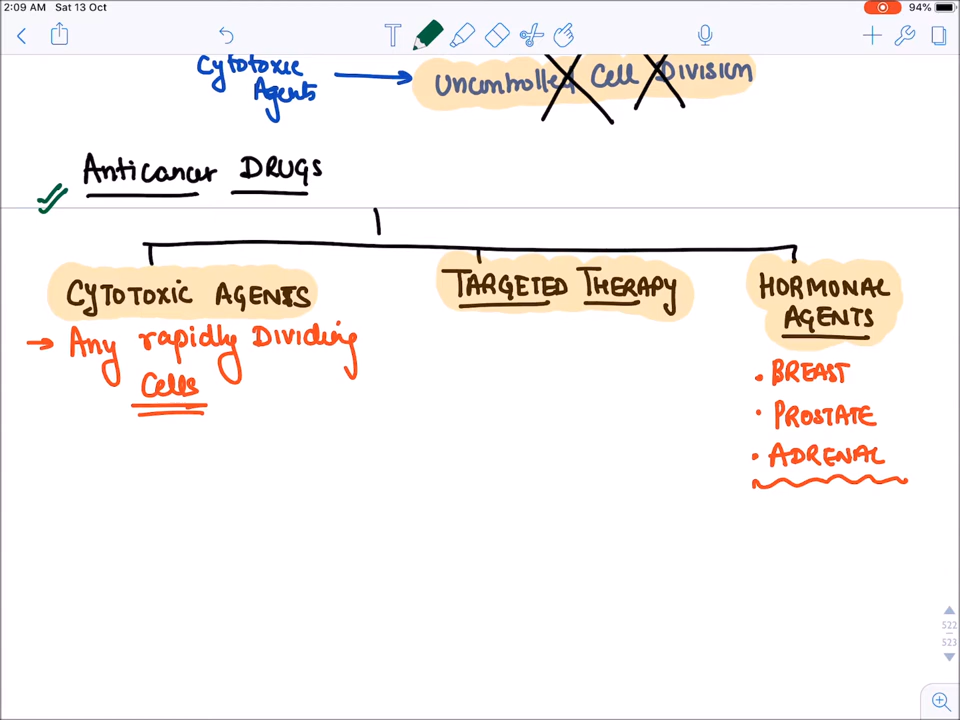 2:09 AM Sat 13 Oct
94%
T
Cytotoxic
Agents
Uncontrolled Cell Division
Anticancer DRUGS
CYTOTOXIC AGENTS
TARGETED THERAPY
HORMONAL
AGENTS
→ Any rapidly Dividing
Cells
• BREAST
• PROSTATE
• ADRENAL
522
523